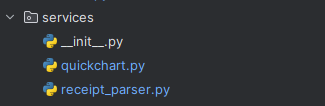 services
__init__.py
quickchart.py
receipt_parser.py